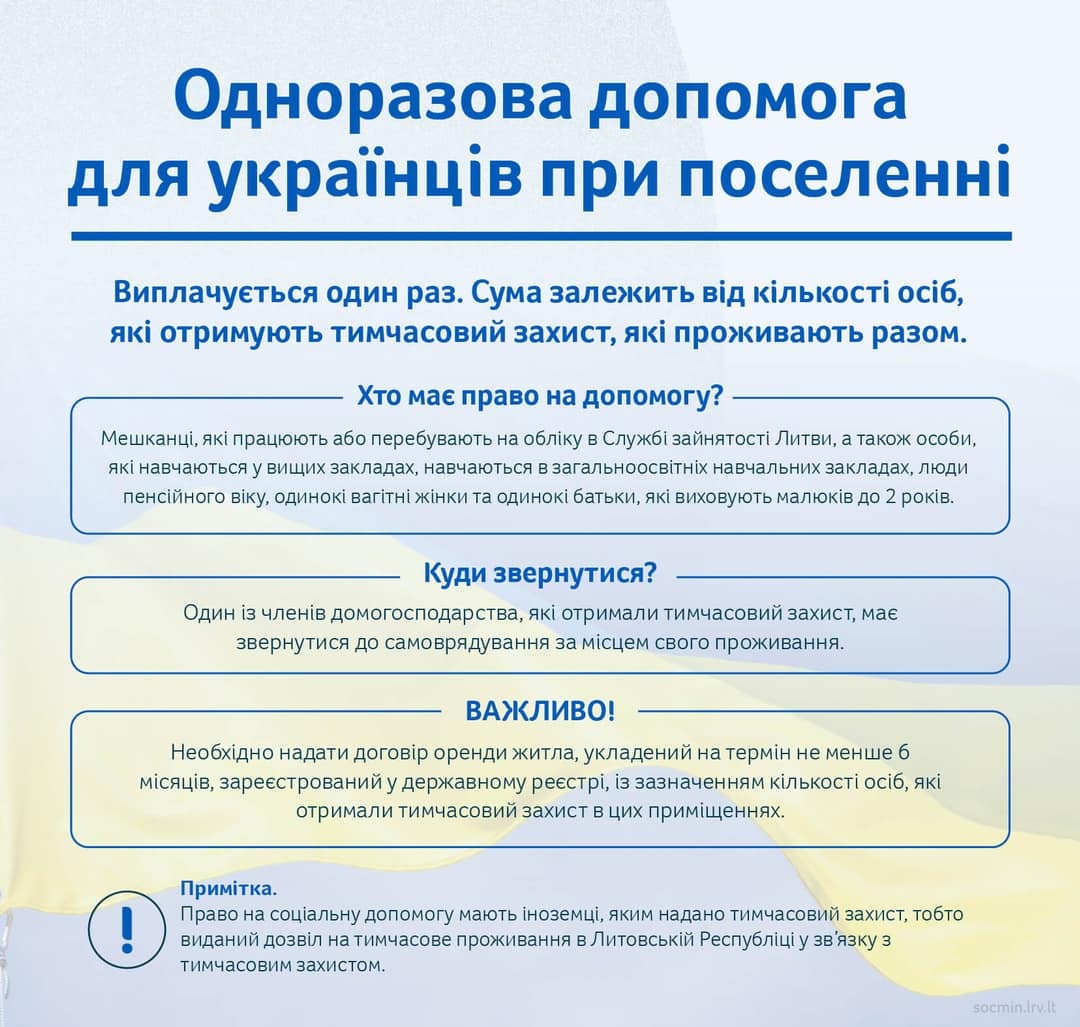 Одноразова допомога
для українців при поселенні
Виплачується один раз. Сума залежить від кількості осіб,
які отримують тимчасовий захист, які проживають разом.
Хто має право на допомогу?
Мешканці, які працюють або перебувають на обліку в Службі зайнятості Литви, а також особи,
які навчаються у вищих закладах, навчаються в загальноосвітніх навчальних закладах, люди
пенсійного віку, одинокі вагітні жінки та одинокі батьки, які виховують малюків до 2 років.
Куди звернутися?
Один із членів домогосподарства, які отримали тимчасовий захист, має
звернутися до самоврядування за місцем свого проживання.
ВАЖЛИВО!
Необхідно надати договір оренди житла, укладений на термін не менше 6
місяців, зареєстрований у державному реєстрі, із зазначенням кількості осіб, які
отримали тимчасовий захист в цих приміщеннях.
Примітка.
Право на соціальну допомогу мають іноземці, яким надано тимчасовий захист, тобто
виданий дозвіл на тимчасове проживання в Литовській Республіці у зв’язку з
тимчасовим захистом.
socmin.lrv.lt